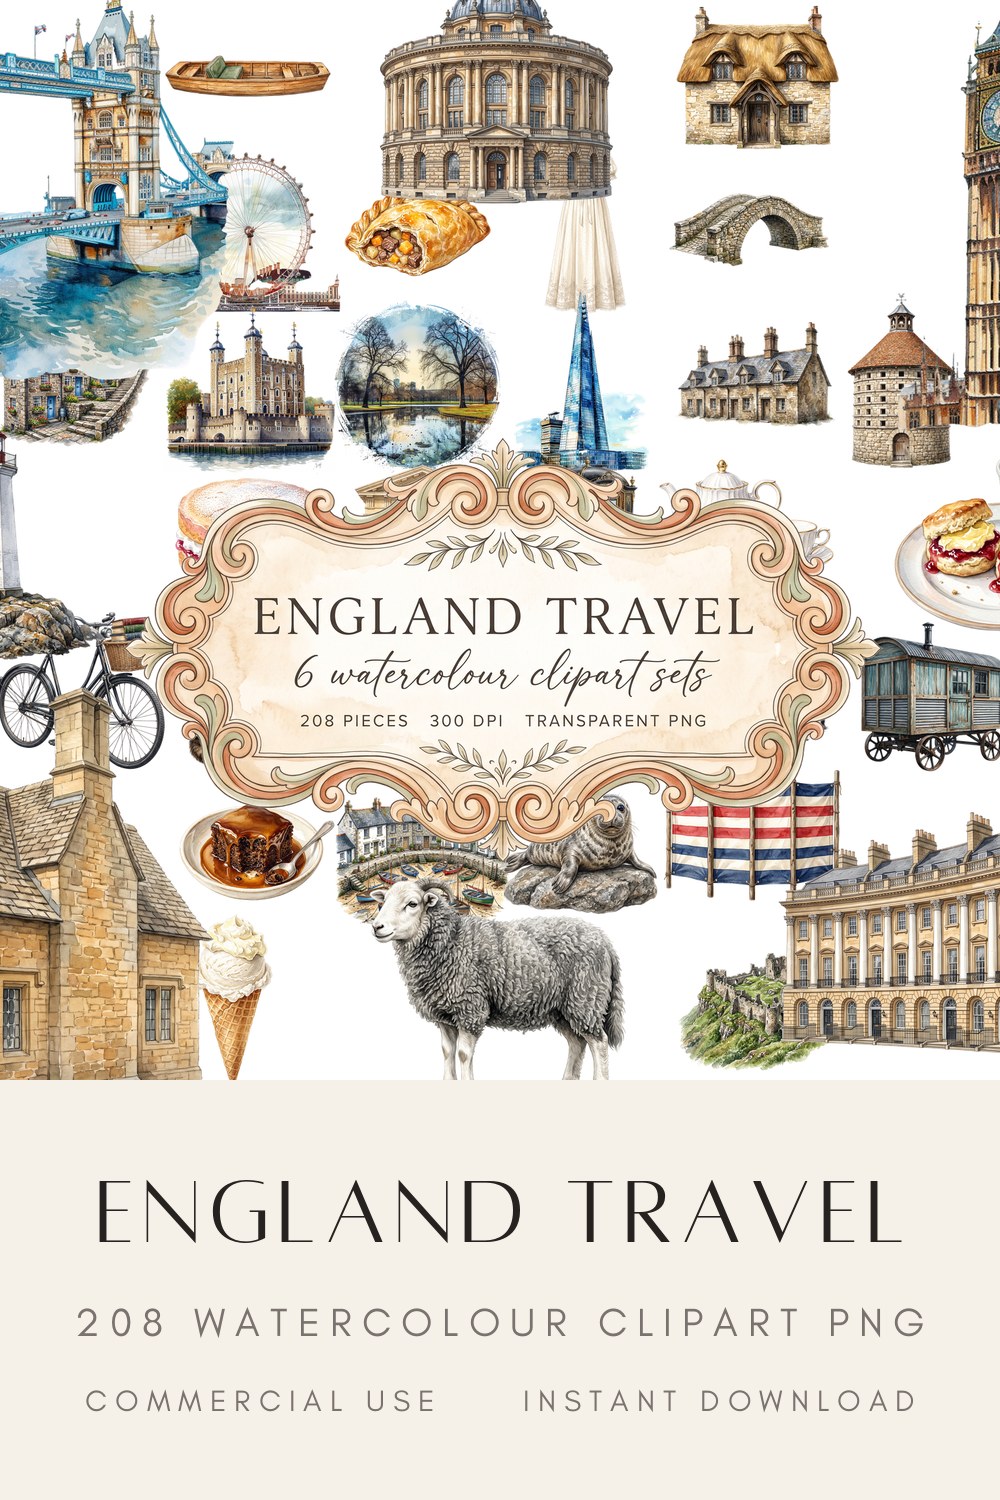 ENGLAND TRAVEL
6 watercolour clipart sets
208 PIECES 300 DPI TRANSPARENT PNG
ENGLAND TRAVEL
208 WATERCOLOUR CLIPART PNG
COMMERCIAL USE INSTANT DOWNLOAD